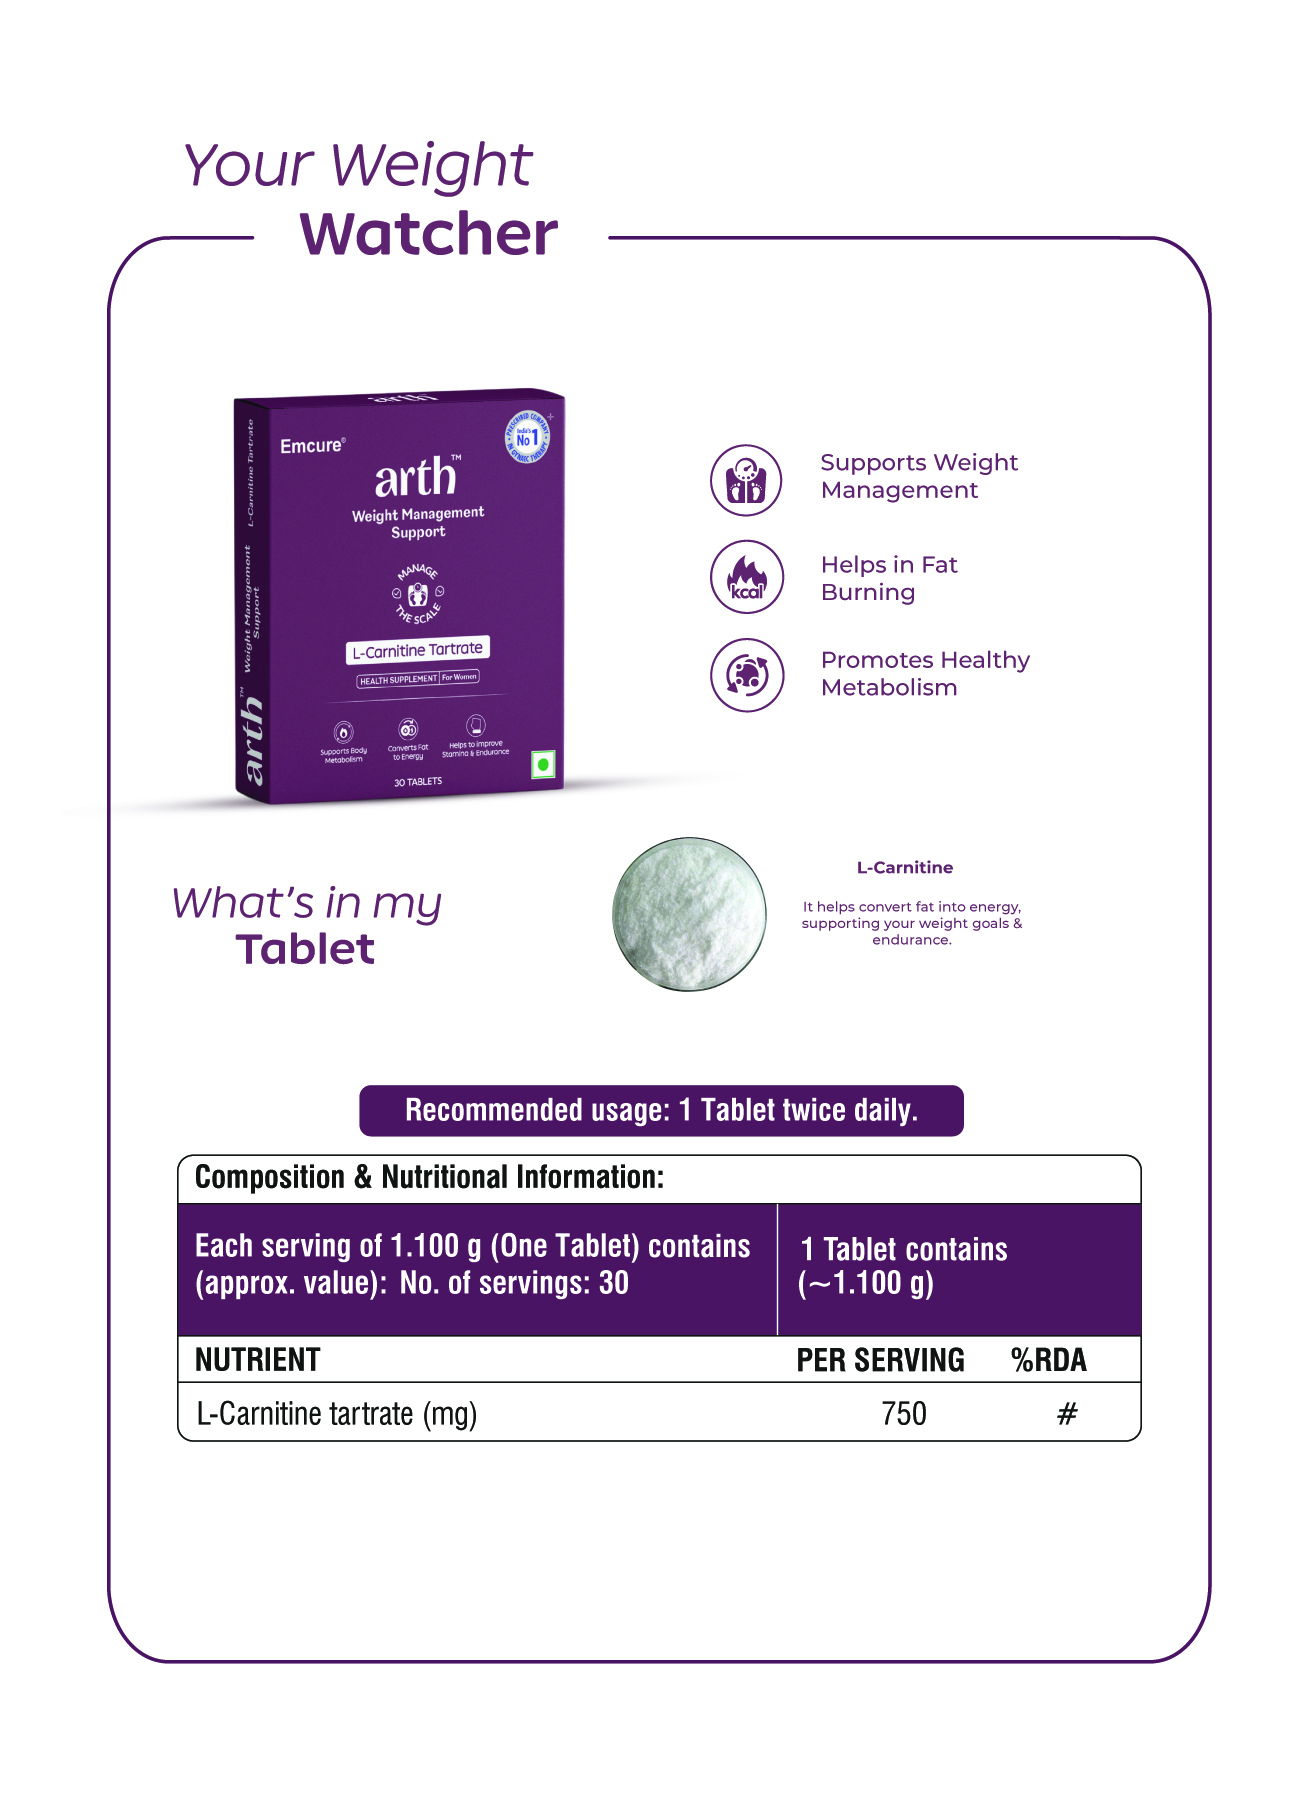 Your Weight
Watcher
arth
L-Carnitine Tartrate
Weight Management
Support
arth™
Emcure®
PRESCRIBED COMPANY
India's
No 1
IN GYNAEC THERAPY
+
arth™
Weight Management
Support
MANAGE
THE SCALE
L-Carnitine Tartrate
HEALTH SUPPLEMENT For Women
Supports Body
Metabolism
Converts Fat
to Energy
Helps to Improve
Stamina & Endurance
30 TABLETS
Supports Weight
Management
kcal
Helps in Fat
Burning
Promotes Healthy
Metabolism
What's in my
Tablet
L-Carnitine
It helps convert fat into energy,
supporting your weight goals &
endurance.
Recommended usage: 1 Tablet twice daily.
Composition & Nutritional Information:
Each serving of 1.100 g (One Tablet) contains
(approx. value): No. of servings: 30
1 Tablet contains
(~1.100 g)
NUTRIENT PER SERVING %RDA
L-Carnitine tartrate (mg) 750 #